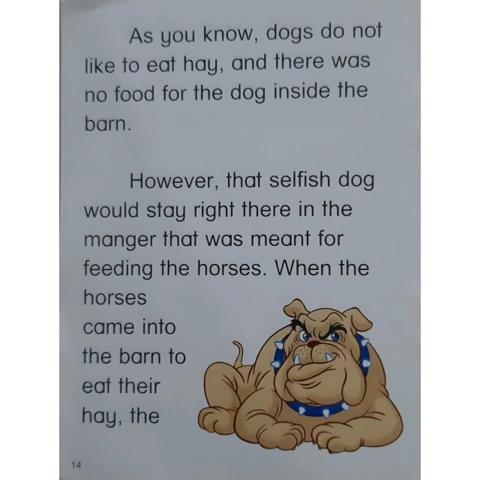 As you know, dogs do not
like to eat hay, and there was
no food for the dog inside the
barn.
However, that selfish dog
would stay right there in the
manger that was meant for
feeding the horses. When the
horses
came into
the barn to
eat their
hay, the
14